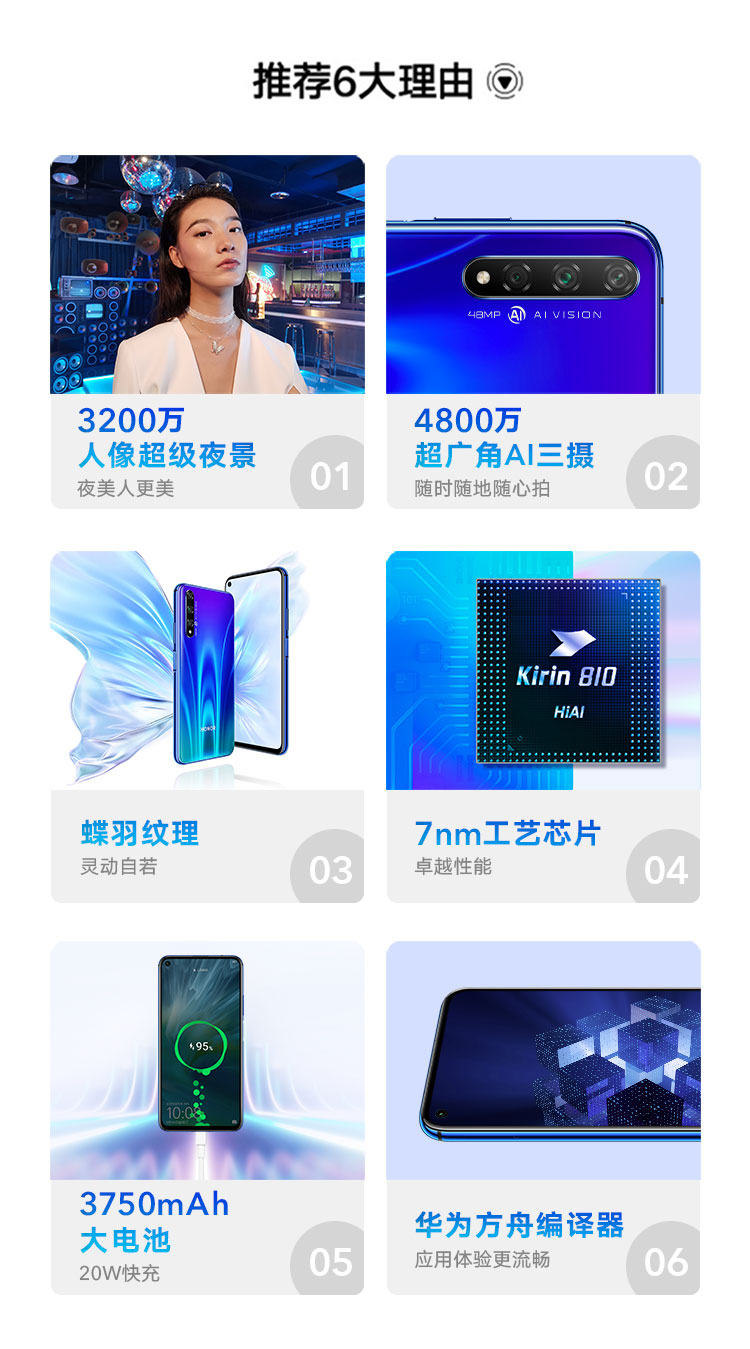 推荐6大理由
48MP AI AI VISION
3200万
人像超级夜景
夜美人更美
01
4800万
超广角AI三摄
随时随地随心拍
02
HONOR
Kirin 810
HiAI
蝶羽纹理
灵动自若
03
7nm工艺芯片
卓越性能
04
95%
3750mAh
大电池
20W快充
05
华为方舟编译器
应用体验更流畅
06